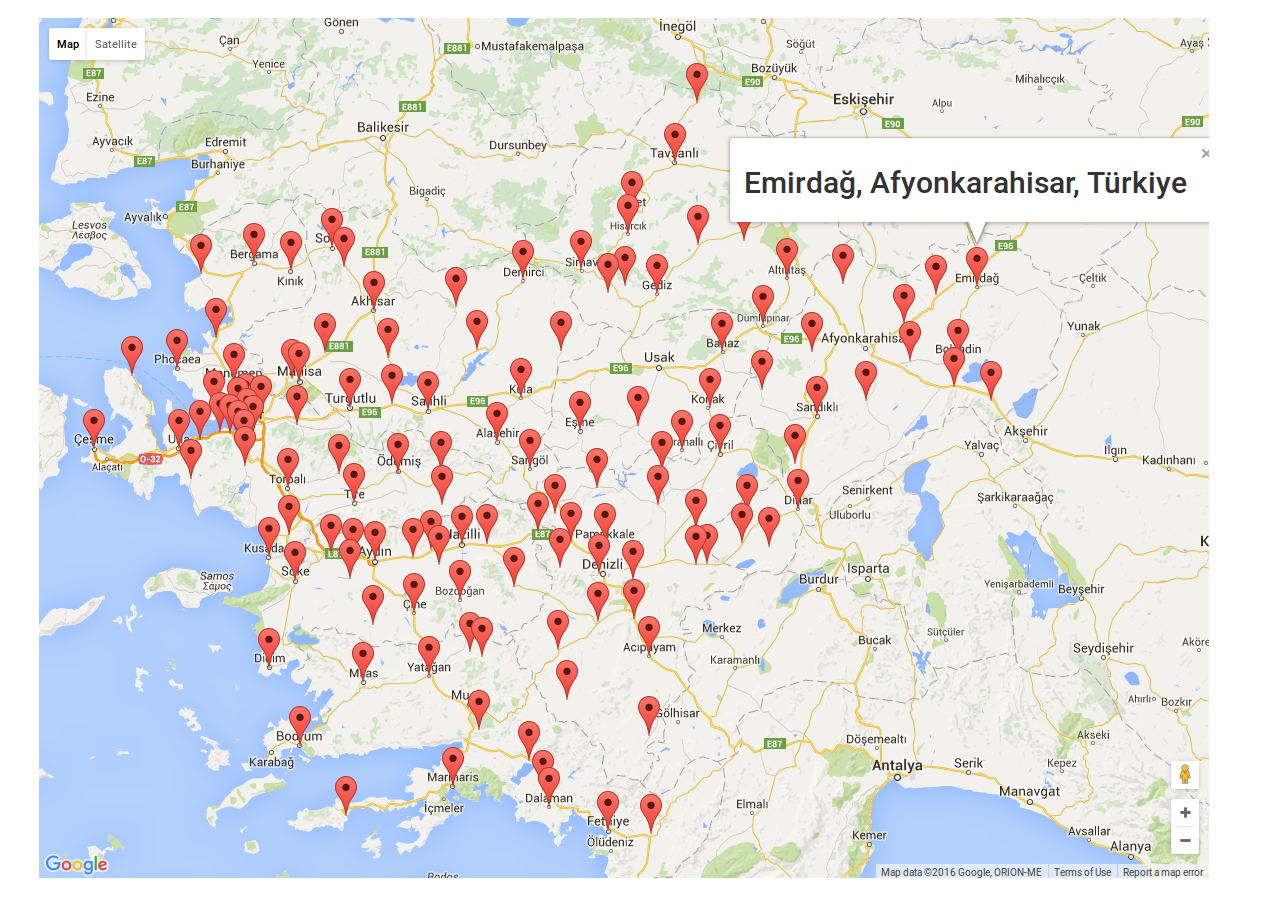 Gönen
İnegöl
Map
Satellite
Çan
E881
Mustafakemalpaşa
Söğüt
Ayaş
Yenice
E87
Bozüyük
E90
Mihalıcçık
Ezine
E881
Eskişehir
Alpu
Balikesir
E90
E90
Ayvacık
Edremit
Dursunbey
Tavşanlı
E87
Burhaniye
Emirdağ, Afyonkarahisar, Türkiye
Bigadiç
E87
Ayvalık
Lesvos
Λέσβος
Hisarcık
Bergama
E881
E96
Kınık
Demirci
Simav
Gediz
Altıntaş
Emirdağ
Çeltik
Akhisar
Dumlupınar
Yunak
E881
Banaz
E96
Afyonkarahisar
Bolvadin
Phocaea
Menemen
Manisa
Usak
E96
Turgutlu
Salihli
E96
Kula
Konak
Sandıklı
E96
Eşme
Çeşme
Urla
Alaşehir
Karahallı
Çivril
Akşehir
O-32
Ödemiş
Sarıgöl
Yalvaç
Ilgın
Kadınhanı
Alaçatı
Torbalı
Tire
Dinar
Senirkent
Şarkikaraağaç
Uluborlu
Kuşadası
Aydın
Nazilli
E87
Pamukkale
K
Söke
Denizli
Isparta
Samos
Σάμος
Burdur
Yenişarbademli
Beyşehir
Çine
Bozdoğan
Merkez
Sütçüler
Didim
Acıpayam
Bucak
Seydişehir
Aköre
Milas
Yatağan
Karamanlı
Ahırlı
Bozkır
Gölhisar
Bodrum
E87
Döşemealtı
Akseki
Karabağ
Antalya
Serik
Kepez
Marmaris
Manavgat
İçmeler
Dalaman
Elmalı
Fethiye
Kemer
Avsallar
Ölüdeniz
Alanya
Google
Rodos
Map data ©2016 Google, ORION-ME
Terms of Use
Report a map error